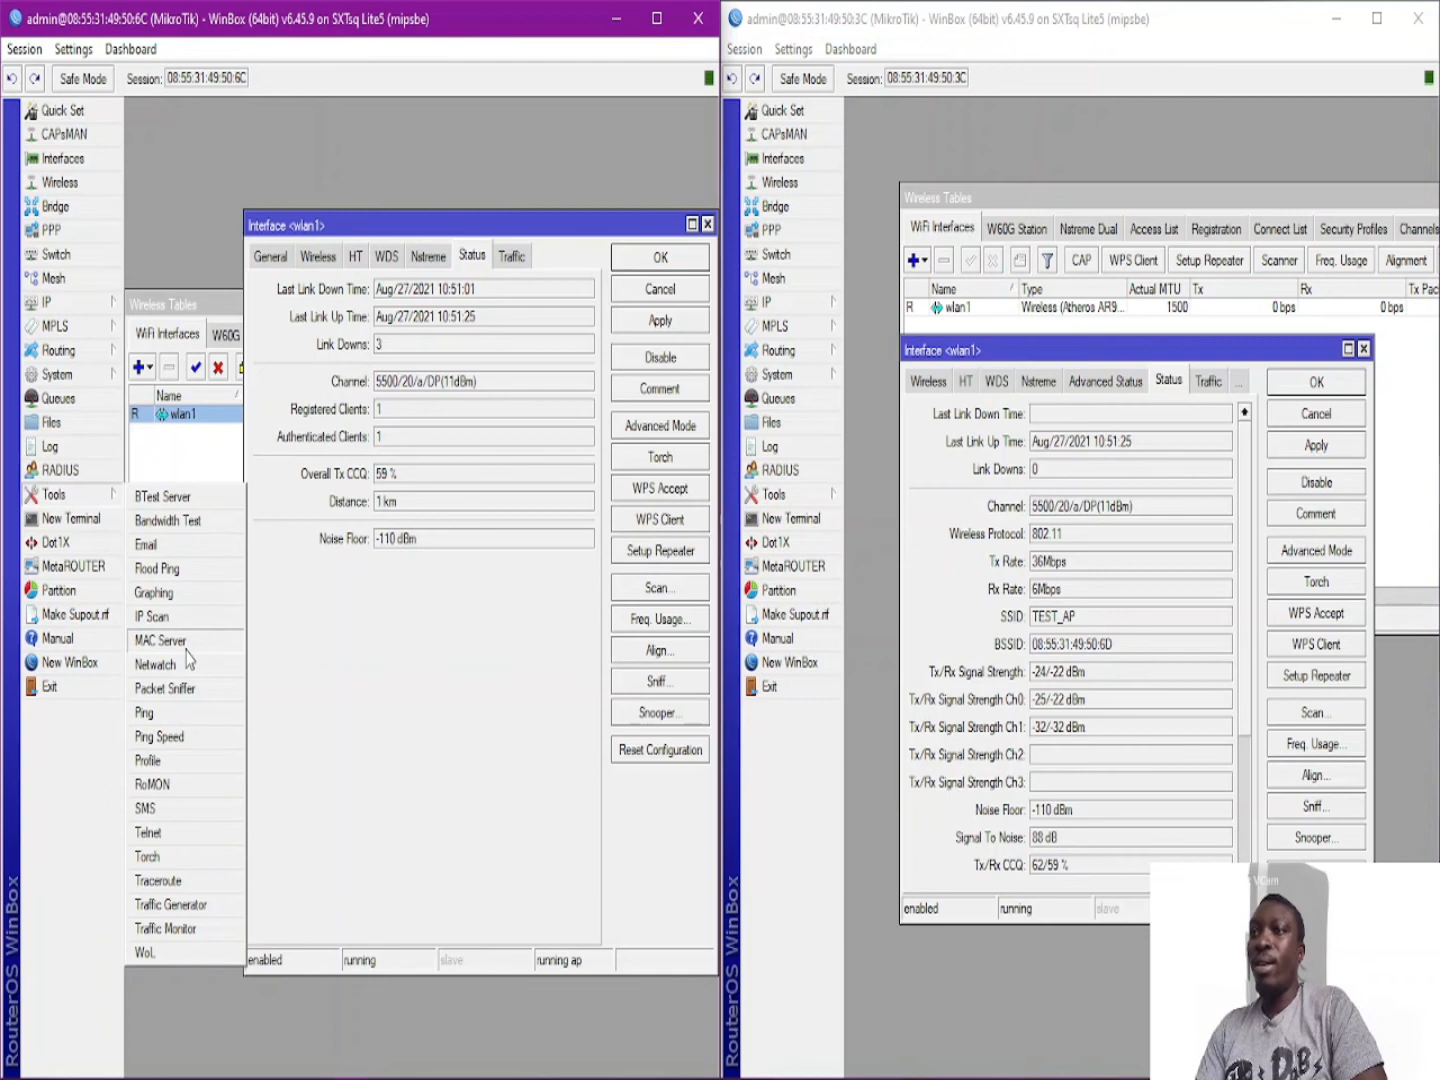 admin@08:55:31:49:50:6C (MikroTik) - WinBox (64bit) v6.45.9 on SXTsq Lite5 (mipsbe)
Session Settings Dashboard
Safe Mode Session: 08:55:31:49:50:6C
Quick Set
CAPsMAN
Interfaces
Wireless
Bridge
PPP
Switch
Mesh
IP
MPLS
Routing
System
Queues
Files
Log
RADIUS
Tools
New Terminal
Dot1X
MetaROUTER
Partition
Make Supout.rif
Manual
New WinBox
Exit
RouterOS WinBox
Wireless Tables
WiFi Interfaces W60G
Name
R wlan1
BTest Server
Bandwidth Test
Email
Flood Ping
Graphing
IP Scan
MAC Server
Netwatch
Packet Sniffer
Ping
Ping Speed
Profile
RoMON
SMS
Telnet
Torch
Traceroute
Traffic Generator
Traffic Monitor
WoL
Interface <wlan1>
General Wireless HT WDS Nstreme Status Traffic
Last Link Down Time: Aug/27/2021 10:51:01
Last Link Up Time: Aug/27/2021 10:51:25
Link Downs: 3
Channel: 5500/20/a/DP(11dBm)
Registered Clients: 1
Authenticated Clients: 1
Overall Tx CCQ: 59 %
Distance: 1 km
Noise Floor: -110 dBm
OK
Cancel
Apply
Disable
Comment
Advanced Mode
Torch
WPS Accept
WPS Client
Setup Repeater
Scan...
Freq. Usage...
Align...
Sniff...
Snooper...
Reset Configuration
enabled running slave running ap
admin@08:55:31:49:50:3C (MikroTik) - WinBox (64bit) v6.45.9 on SXTsq Lite5 (mipsbe)
Session Settings Dashboard
Safe Mode Session: 08:55:31:49:50:3C
Quick Set
CAPsMAN
Interfaces
Wireless
Bridge
PPP
Switch
Mesh
IP
MPLS
Routing
System
Queues
Files
Log
RADIUS
Tools
New Terminal
Dot1X
MetaROUTER
Partition
Make Supout.rif
Manual
New WinBox
Exit
RouterOS WinBox
Wireless Tables
WiFi Interfaces W60G Station Nstreme Dual Access List Registration Connect List Security Profiles Channels
CAP WPS Client Setup Repeater Scanner Freq. Usage Alignment
Name Type Actual MTU Tx Rx Tx Pac
R wlan1 Wireless (Atheros AR9... 1500 0 bps 0 bps
Interface <wlan1>
Wireless HT WDS Nstreme Advanced Status Status Traffic ...
Last Link Down Time:
Last Link Up Time: Aug/27/2021 10:51:25
Link Downs: 0
Channel: 5500/20/a/DP(11dBm)
Wireless Protocol: 802.11
Tx Rate: 36Mbps
Rx Rate: 6Mbps
SSID: TEST_AP
BSSID: 08:55:31:49:50:6D
Tx/Rx Signal Strength: -24/-22 dBm
Tx/Rx Signal Strength Ch0: -25/-22 dBm
Tx/Rx Signal Strength Ch1: -32/-32 dBm
Tx/Rx Signal Strength Ch2:
Tx/Rx Signal Strength Ch3:
Noise Floor: -110 dBm
Signal To Noise: 88 dB
Tx/Rx CCQ: 62/59 %
OK
Cancel
Apply
Disable
Comment
Advanced Mode
Torch
WPS Accept
WPS Client
Setup Repeater
Scan...
Freq. Usage...
Align...
Sniff...
Snooper...
enabled running slave
VCam